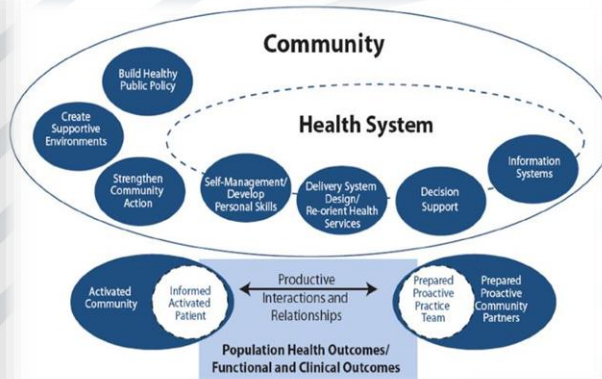 Community
Build Healthy
Public Policy
Create
Supportive
Environments
Strengthen
Community
Action
Health System
Self-Management/
Develop
Personal Skills
Delivery System
Design/
Re-orient Health
Services
Decision
Support
Information
Systems
Activated
Community
Informed
Activated
Patient
Productive
Interactions and
Relationships
Prepared
Proactive
Practice
Team
Prepared
Proactive
Community
Partners
Population Health Outcomes/
Functional and Clinical Outcomes